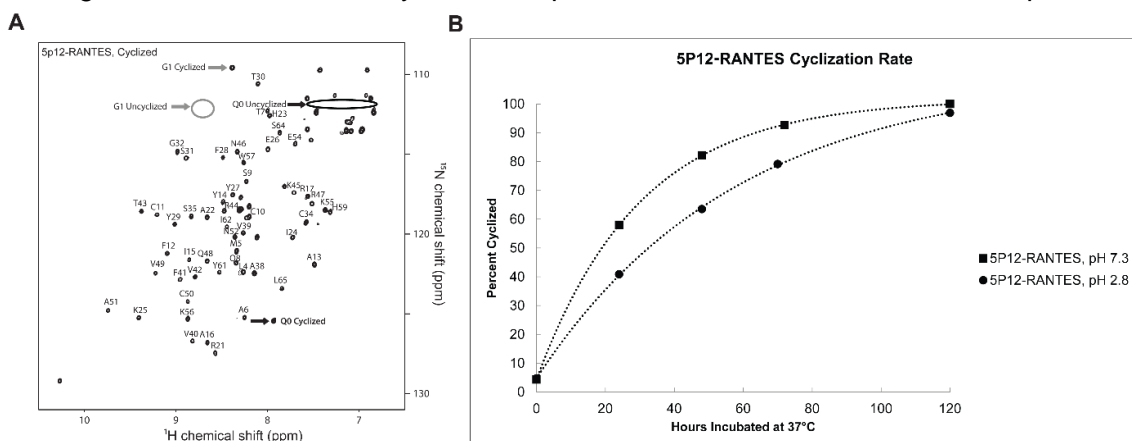 A
5p12-RANTES, Cyclized
G1 Cyclized
T30
G1 Uncyclized
Q0 Uncyclized
T7
H23
S64
G32
S31
F28
N46
W57
E26
E54
S9
Y27
K45
R17
T43
C11
S35
A22
Y14
R44
C10
R47
K55
H59
Y29
I62
V39
C34
N52
I24
F12
I15
Q48
M5
Q8
V49
F41
V42
Y61
L4
A38
A13
C50
L65
A51
K25
K56
A6
Q0 Cyclized
V40
A16
R21
110
120
130
15N chemical shift (ppm)
10
9
8
7
1H chemical shift (ppm)
B
5P12-RANTES Cyclization Rate
100
90
80
70
60
50
40
30
20
10
0
Percent Cyclized
0
20
40
60
80
100
120
Hours Incubated at 37°C
5P12-RANTES, pH 7.3
5P12-RANTES, pH 2.8